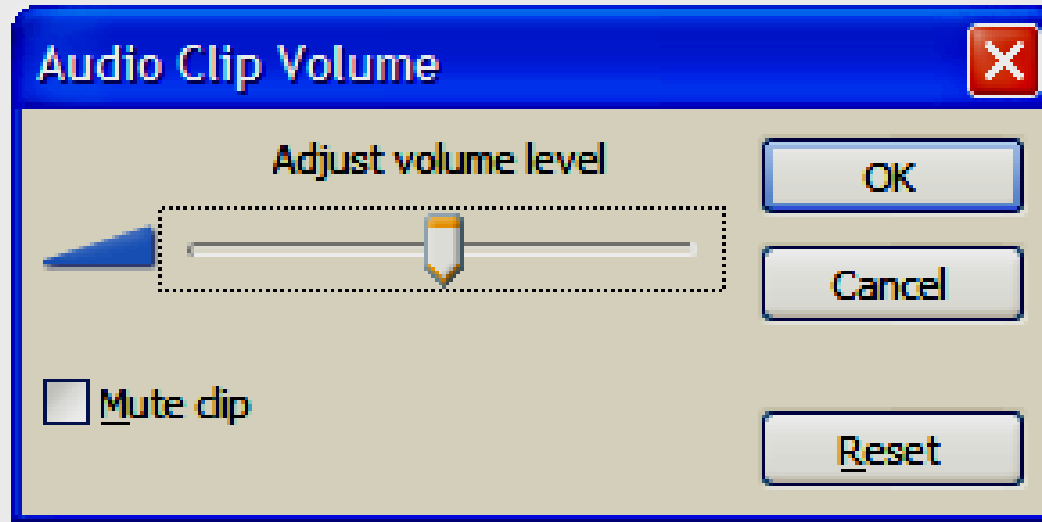 Audio Clip Volume
Adjust volume level
OK
Cancel
Mute clip
Reset